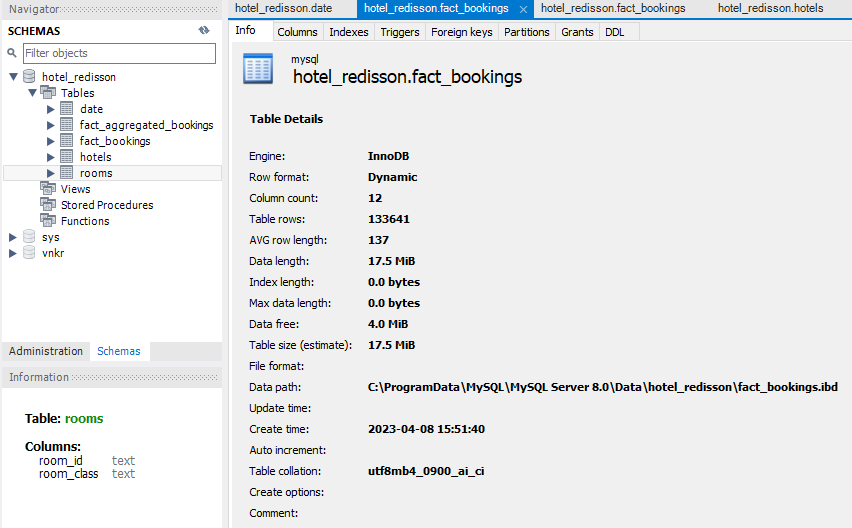 Navigator
SCHEMAS
Filter objects
hotel_redisson
Tables
date
fact_aggregated_bookings
fact_bookings
hotels
rooms
Views
Stored Procedures
Functions
sys
vnkr
Administration Schemas
Information
Table: rooms
Columns:
room_id text
room_class text
hotel_redisson.date hotel_redisson.fact_bookings hotel_redisson.fact_bookings hotel_redisson.hotels
Info Columns Indexes Triggers Foreign keys Partitions Grants DDL
mysql
hotel_redisson.fact_bookings
Table Details
Engine: InnoDB
Row format: Dynamic
Column count: 12
Table rows: 133641
AVG row length: 137
Data length: 17.5 MiB
Index length: 0.0 bytes
Max data length: 0.0 bytes
Data free: 4.0 MiB
Table size (estimate): 17.5 MiB
File format:
Data path: C:\ProgramData\MySQL\MySQL Server 8.0\Data\hotel_redisson\fact_bookings.ibd
Update time:
Create time: 2023-04-08 15:51:40
Auto increment:
Table collation: utf8mb4_0900_ai_ci
Create options:
Comment: